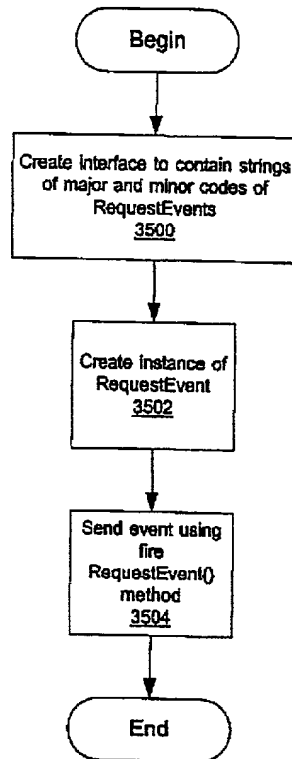 Begin
Create interface to contain strings
of major and minor codes of
RequestEvents
3500
Create instance of
RequestEvent
3502
Send event using
fire
RequestEvent()
method
3504
End